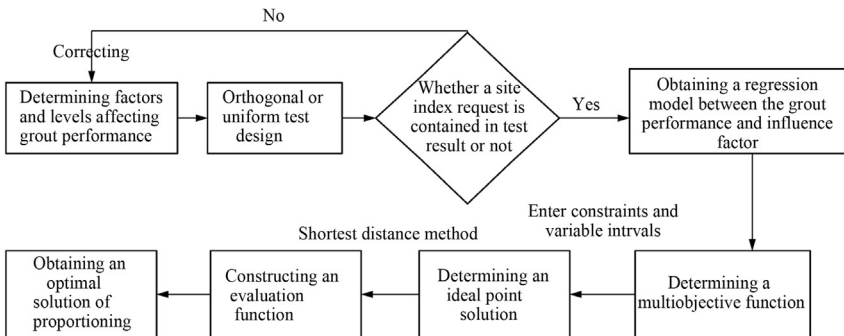 No
Correcting
Determining factors
and levels affecting
grout performance
Orthogonal or
uniform test
design
Whether a site
index request is
contained in test
result or not
Yes
Obtaining a regression
model between the grout
performance and influence
factor
Enter constraints and
variable intrvals
Shortest distance method
Obtaining an
optimal
solution of
proportioning
Constructing an
evaluation
function
Determining an
ideal point
solution
Determining a
multiobjective function